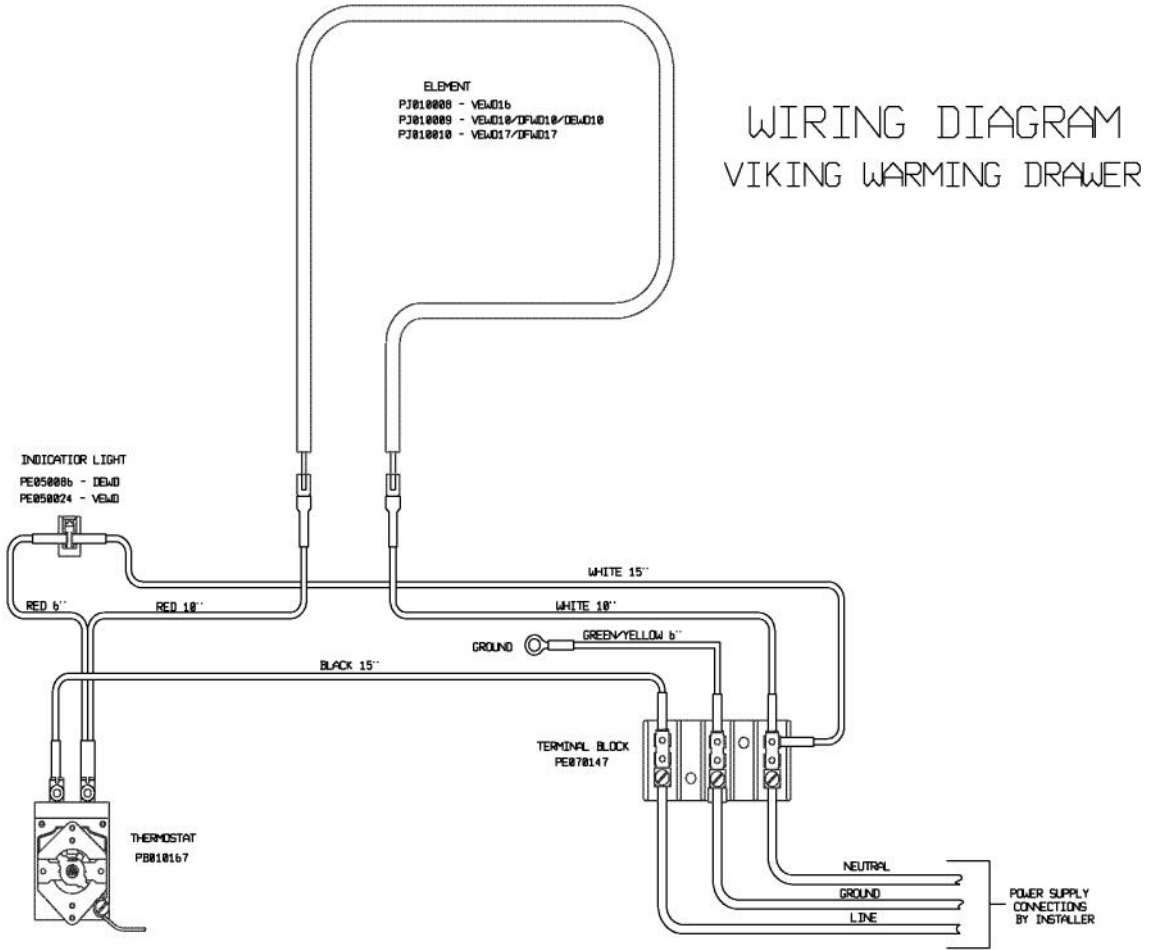 WIRING DIAGRAM
VIKING WARMING DRAWER
ELEMENT
PJ010008 - VEWD16
PJ010009 - VEWD10/DFWD10/DEWD10
PJ010010 - VEWD17/DFWD17
INDICATIOR LIGHT
PE050086 - DEWD
PE050024 - VEWD
WHITE 15"
RED 6"
RED 10"
WHITE 10"
GREEN/YELLOW 6"
GROUND
BLACK 15"
TERMINAL BLOCK
PE070147
THERMOSTAT
PB010167
NEUTRAL
GROUND
LINE
POWER SUPPLY
CONNECTIONS
BY INSTALLER